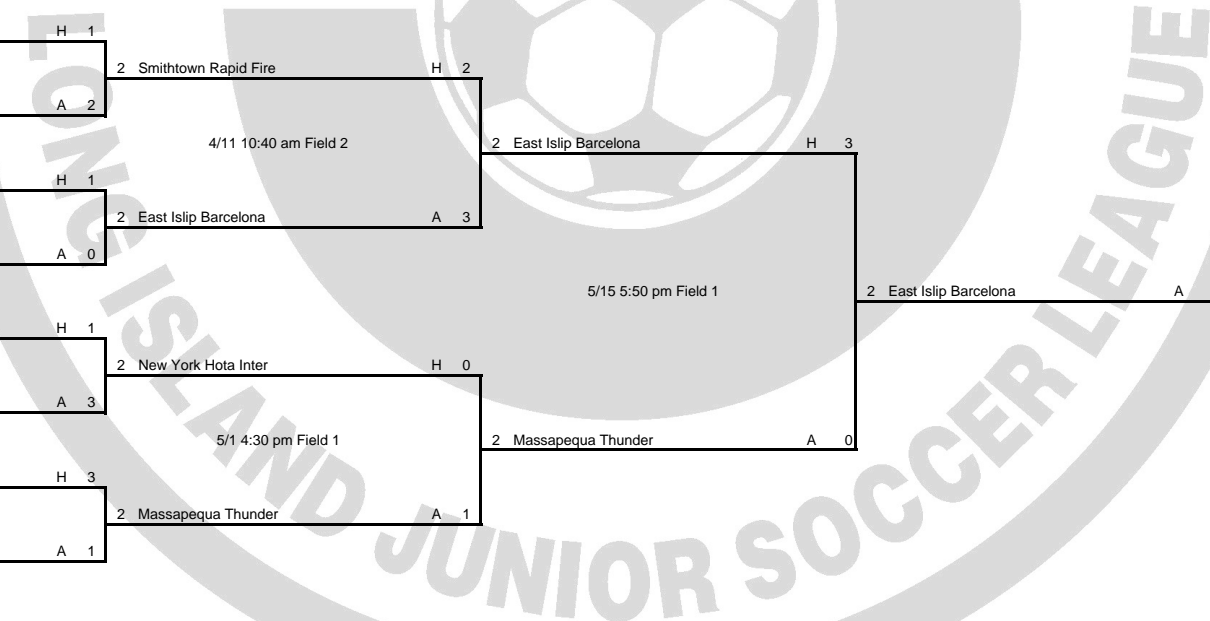 H 1
2 Smithtown Rapid Fire H 2
A 2
4/11 10:40 am Field 2
2 East Islip Barcelona H 3
H 1
2 East Islip Barcelona A 3
A 0
5/15 5:50 pm Field 1
2 East Islip Barcelona A
H 1
2 New York Hota Inter H 0
A 3
5/1 4:30 pm Field 1
2 Massapequa Thunder A 0
H 3
2 Massapequa Thunder A 1
A 1
LONG ISLAND JUNIOR SOCCER LEAGUE